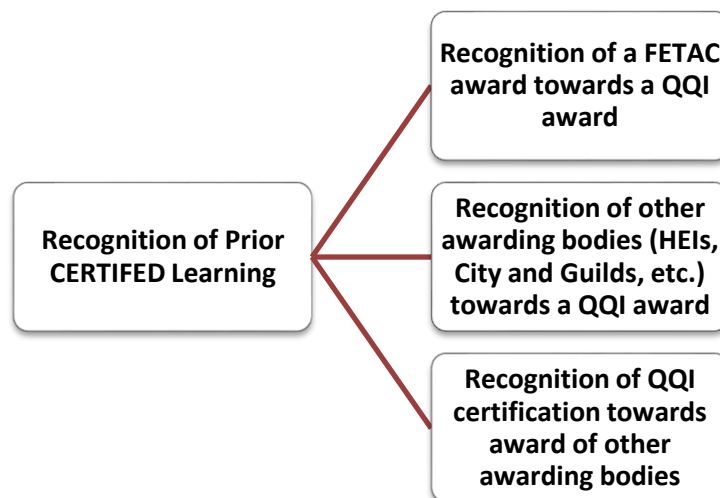 Recognition of a FETAC
award towards a QQI
award
Recognition of Prior
CERTIFED Learning
Recognition of other
awarding bodies (HEIs,
City and Guilds, etc.)
towards a QQI award
Recognition of QQI
certification towards
award of other
awarding bodies